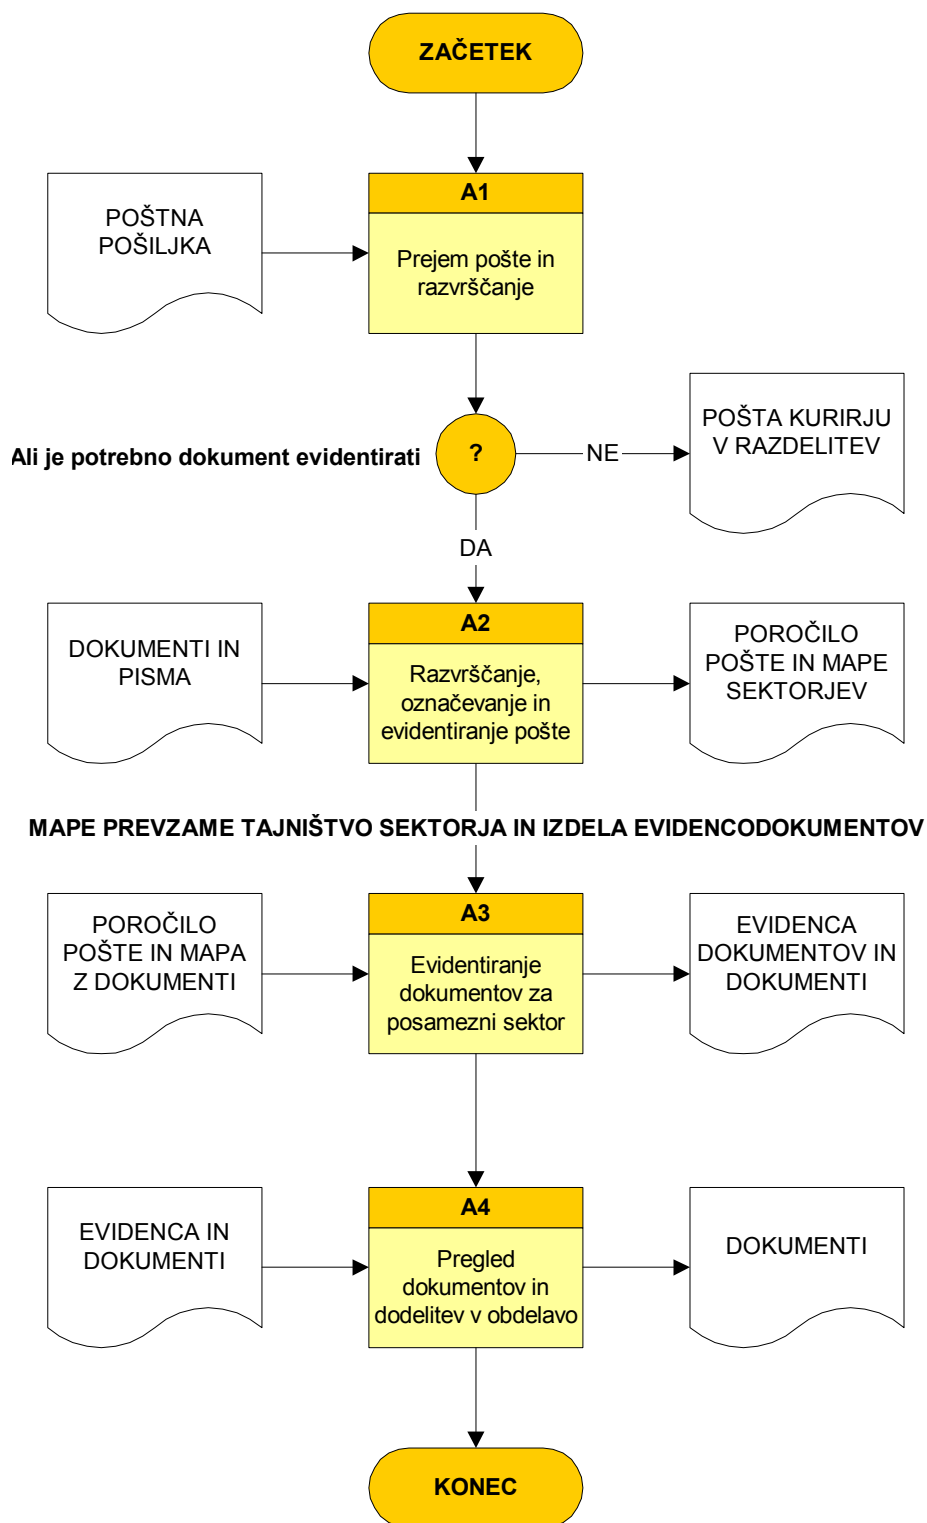 ZAČETEK
A1
POŠTNA
POŠILJKA
Prejem pošte in
razvrščanje
POŠTA KURIRJU
V RAZDELITEV
Ali je potrebno dokument evidentirati
?
NE
DA
A2
DOKUMENTI IN
PISMA
Razvrščanje,
označevanje in
evidentiranje pošte
POROČILO
POŠTE IN MAPE
SEKTORJEV
MAPE PREVZAME TAJNIŠTVO SEKTORJA IN IZDELA EVIDENCODOKUMENTOV
A3
POROČILO
POŠTE IN MAPA
Z DOKUMENTI
Evidentiranje
dokumentov za
posamezni sektor
EVIDENCA
DOKUMENTOV IN
DOKUMENTI
A4
EVIDENCA IN
DOKUMENTI
Pregled
dokumentov in
dodelitev v obdelavo
DOKUMENTI
KONEC